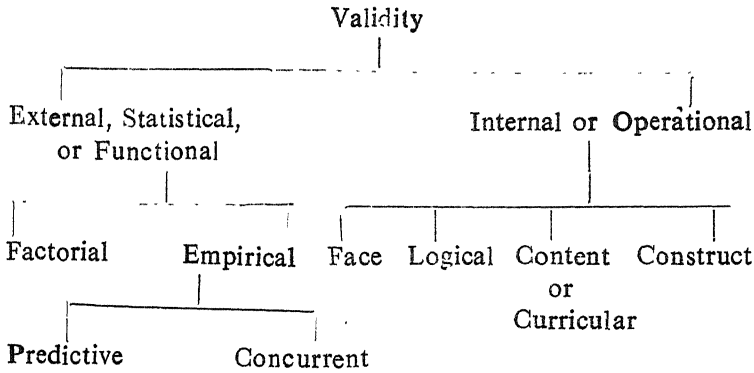 Validity
External, Statistical,
or Functional
Internal or Operational
Factorial
Empirical
Face
Logical
Content
or
Curricular
Construct
Predictive
Concurrent